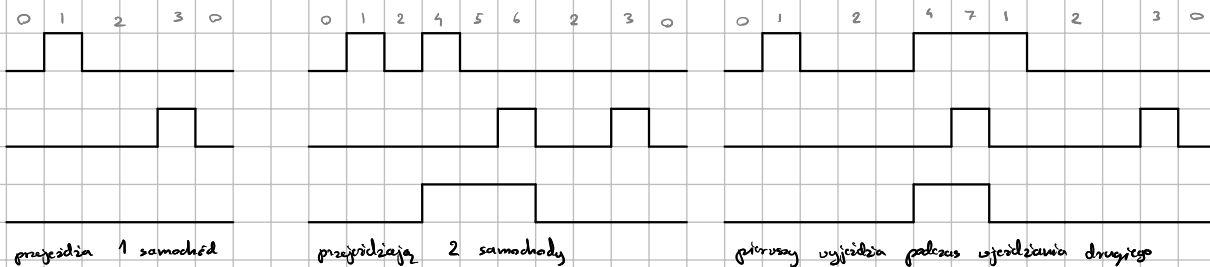 0 1 2 3 0 0 1 2 4 5 6 2 3 0 0 1 2 4 7 1 2 3 0
przejeżdża 1 samochód przejeżdżają 2 samochody pierwszy wyjeżdża podczas wjeżdżania drugiego